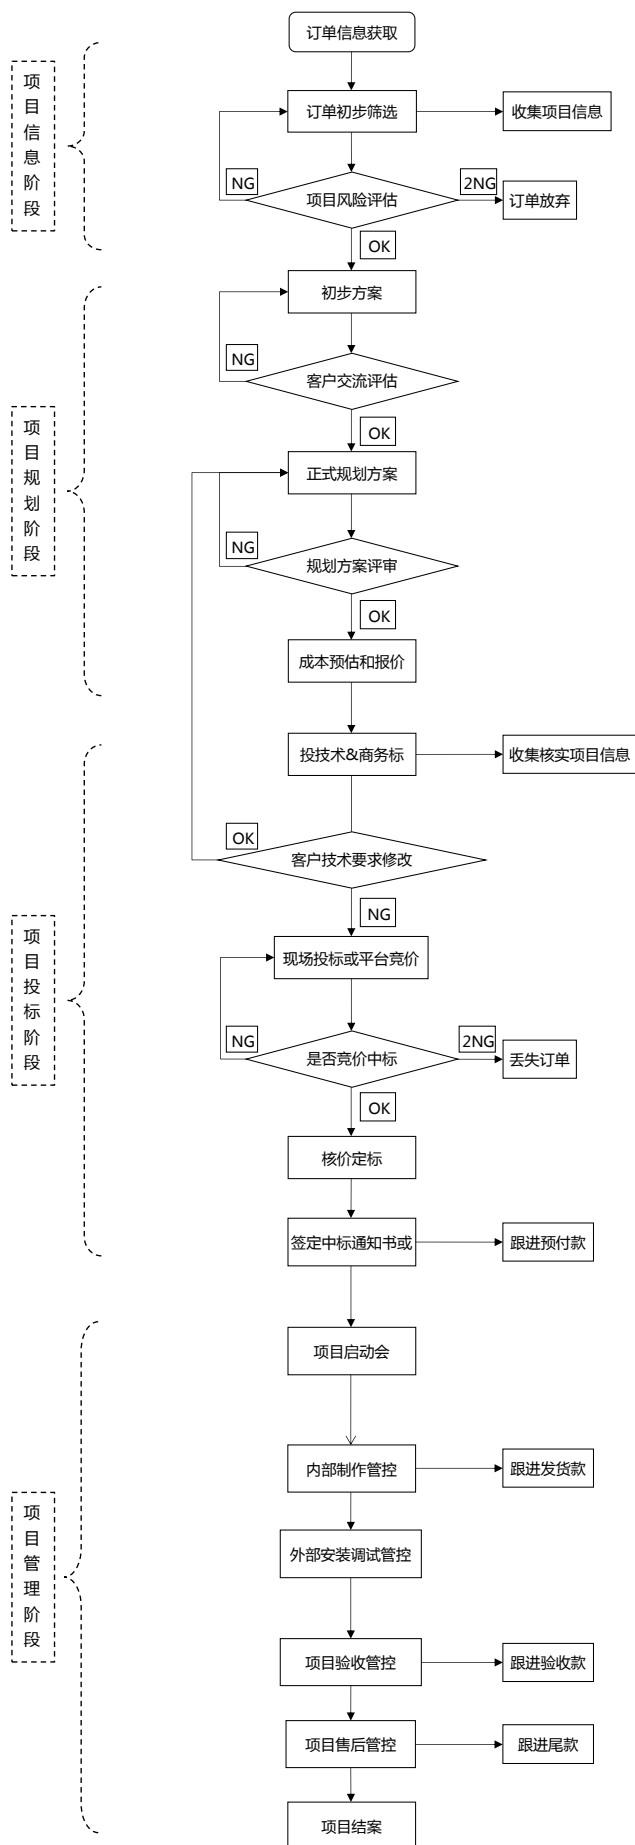 订单信息获取
项目信息阶段
订单初步筛选
收集项目信息
NG
项目风险评估
2NG
订单放弃
OK
初步方案
NG
客户交流评估
OK
项目规划阶段
正式规划方案
NG
规划方案评审
OK
成本预估和报价
投技术&商务标
收集核实项目信息
OK
客户技术要求修改
NG
项目投标阶段
现场投标或平台竞价
NG
是否竞价中标
2NG
丢失订单
OK
核价定标
签定中标通知书或
跟进预付款
项目启动会
内部制作管控
跟进发货款
项目管理阶段
外部安装调试管控
项目验收管控
跟进验收款
项目售后管控
跟进尾款
项目结案